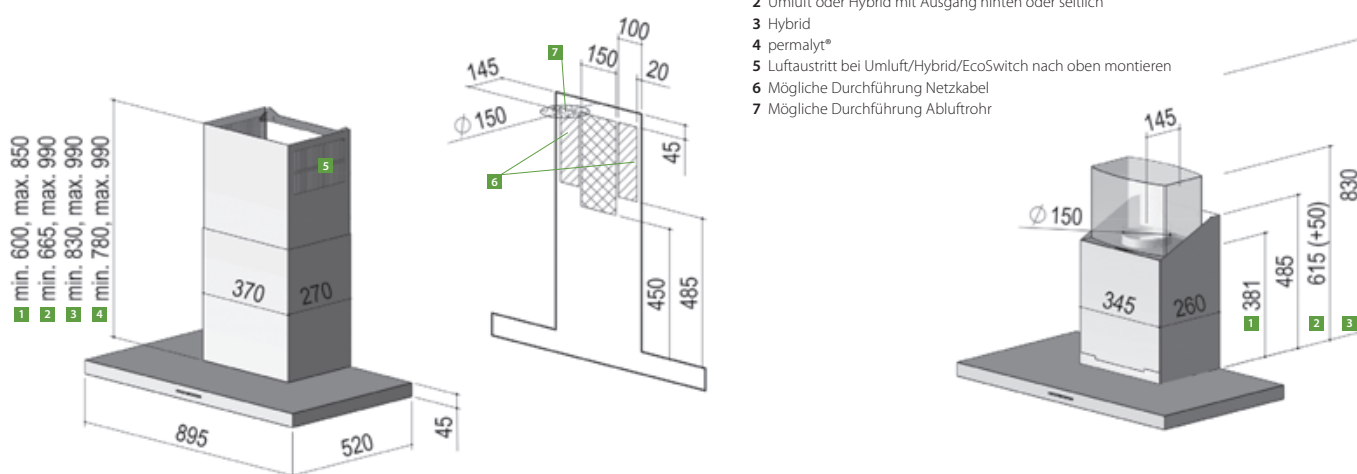 2 Umluft oder Hybrid mit Ausgang hinten oder seitlich
3 Hybrid
4 permalyt®
5 Luftaustritt bei Umluft/Hybrid/EcoSwitch nach oben montieren
6 Mögliche Durchführung Netzkabel
7 Mögliche Durchführung Abluftrohr
1 min. 600, max. 850
2 min. 665, max. 990
3 min. 830, max. 990
4 min. 780, max. 990
5
370
270
895
520
45
7
100
150
20
145
Ø 150
45
6
450
485
145
Ø 150
345
260
1 381
485
2 615 (+50)
3 830